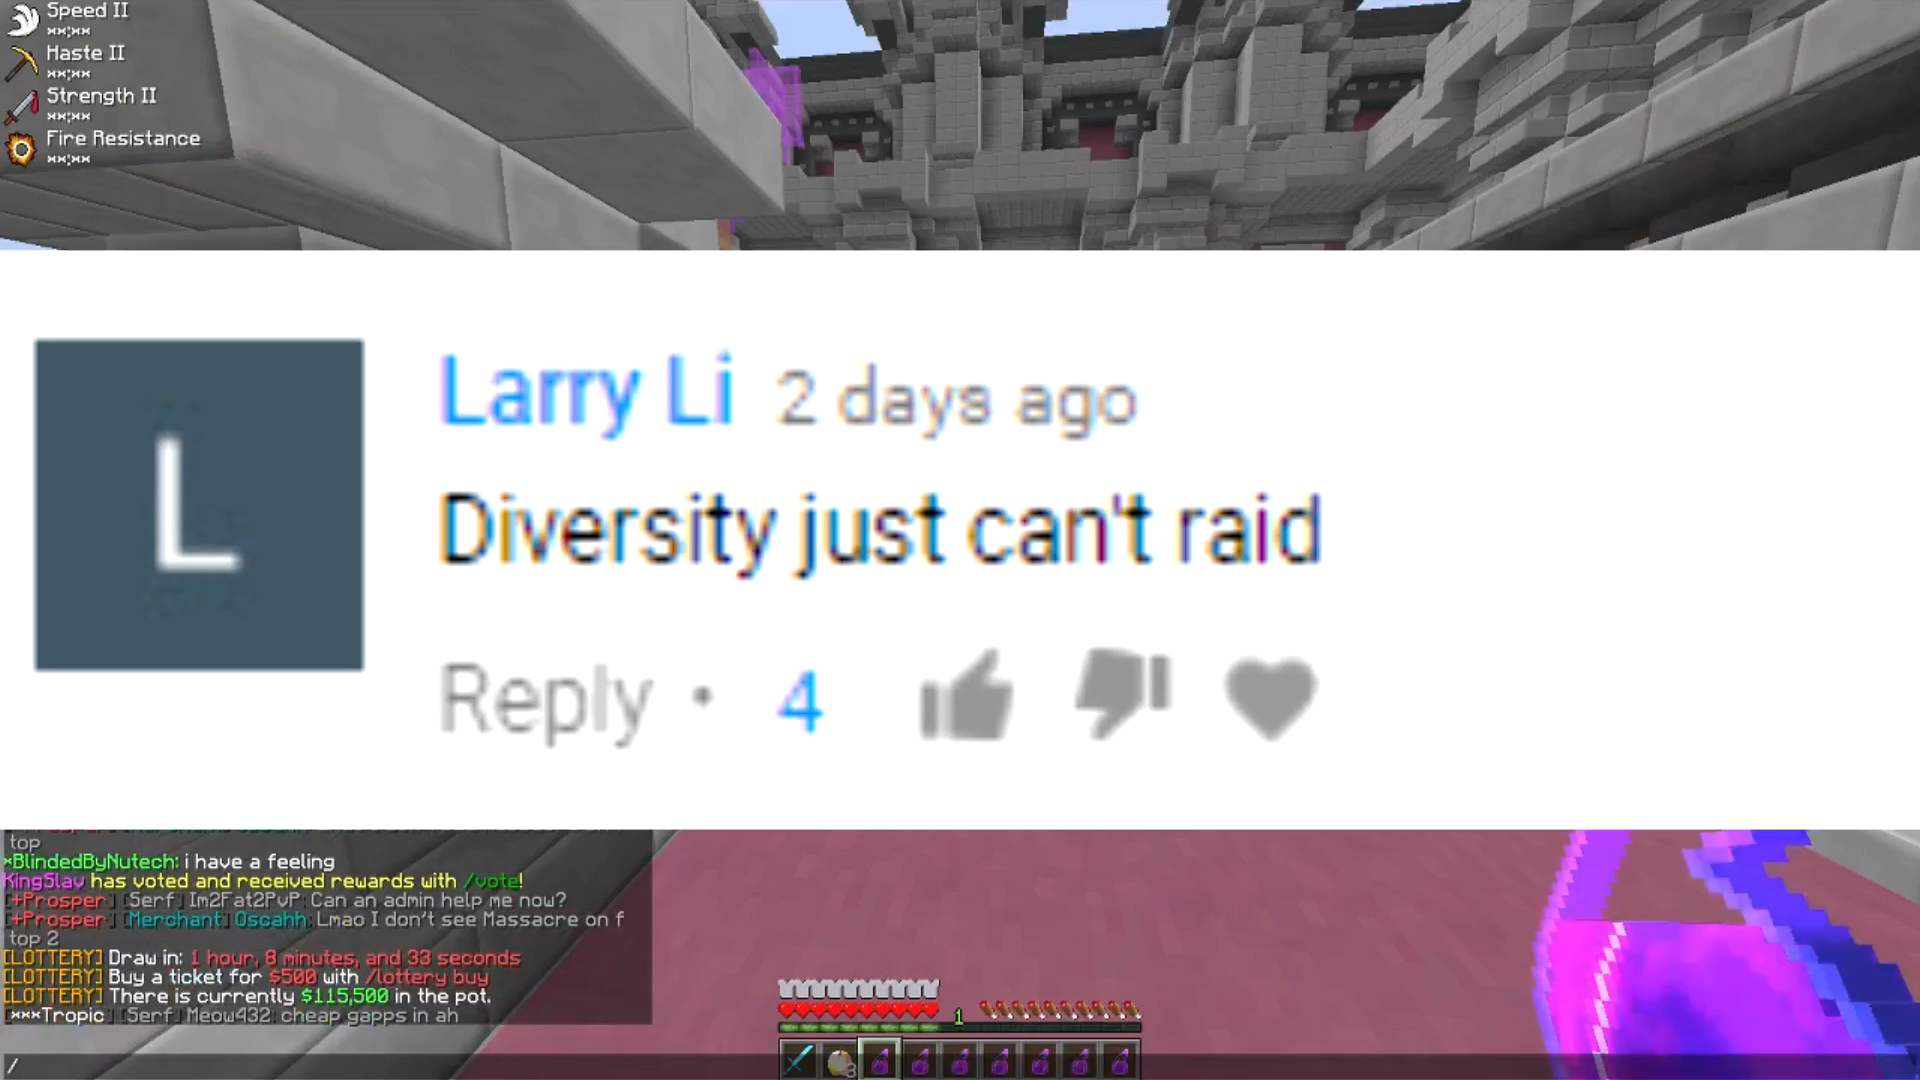 Speed II
**:**
Haste II
**:**
Strength II
**:**
Fire Resistance
**:**
L
Larry Li 2 days ago
Diversity just can't raid
Reply • 4
top
*BlindedByNutech: i have a feeling
KingSlav has voted and received rewards with /vote!
[+Prosper] [Serf] Im2Fat2PvP: Can an admin help me now?
[+Prosper] [Merchant] Oscahh: Lmao I don't see Massacre on f
top 2
[LOTTERY] Draw in: 1 hour, 8 minutes, and 33 seconds
[LOTTERY] Buy a ticket for $500 with /lottery buy
[LOTTERY] There is currently $115,500 in the pot.
***Tropic [Serf] Meow432: cheap gapps in ah
1
3
/